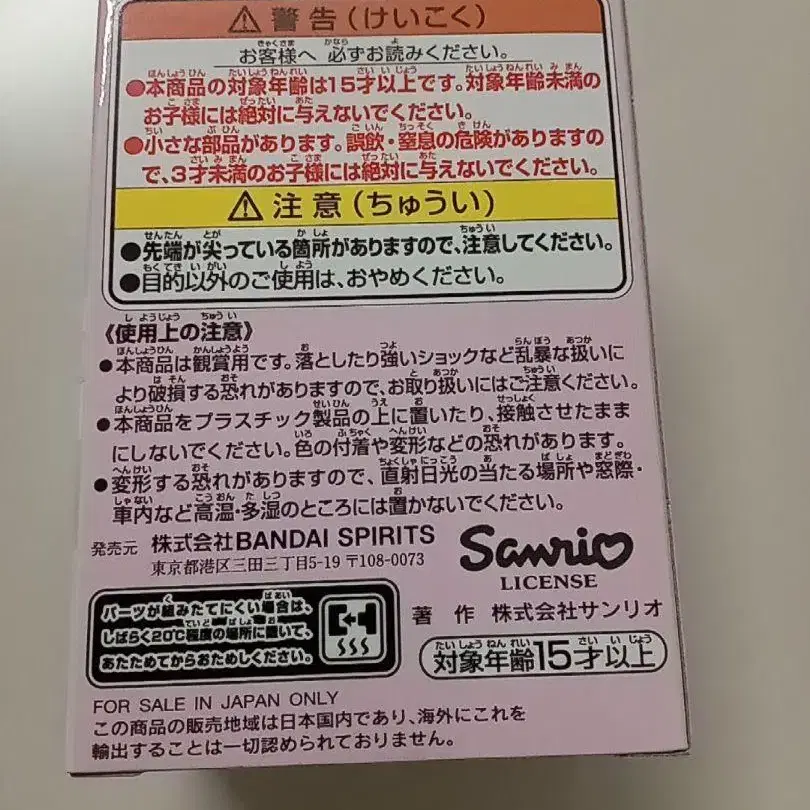 ⚠警告(けいこく)
お客様へ 必ずお読みください。
●本商品の対象年齢は15才以上です。対象年齢未満の
お子様には絶対に与えないでください。
●小さな部品があります。誤飲・窒息の危険がありますの
で、3才未満のお子様には絶対に与えないでください。
⚠注意(ちゅうい)
●先端が尖っている箇所がありますので、注意してください。
●目的以外のご使用は、おやめください。
《使用上の注意》
●本商品は観賞用です。落としたり強いショックなど乱暴な扱いに
より破損する恐れがありますので、お取り扱いにはご注意ください。
●本商品をプラスチック製品の上に置いたり、接触させたまま
にしないでください。色の付着や変形などの恐れがあります。
●変形する恐れがありますので、直射日光の当たる場所や窓際・
車内など高温・多湿のところには置かないでください。
発売元 株式会社BANDAI SPIRITS
東京都港区三田三丁目5-19 〒108-0073
Sanrio
LICENSE
著作 株式会社サンリオ
パーツが組みたてにくい場合は、
しばらく20℃程度の場所に置いて、
あたためてからおためしください。
対象年齢15才以上
FOR SALE IN JAPAN ONLY
この商品の販売地域は日本国内であり、海外にこれを
輸出することは一切認められておりません。